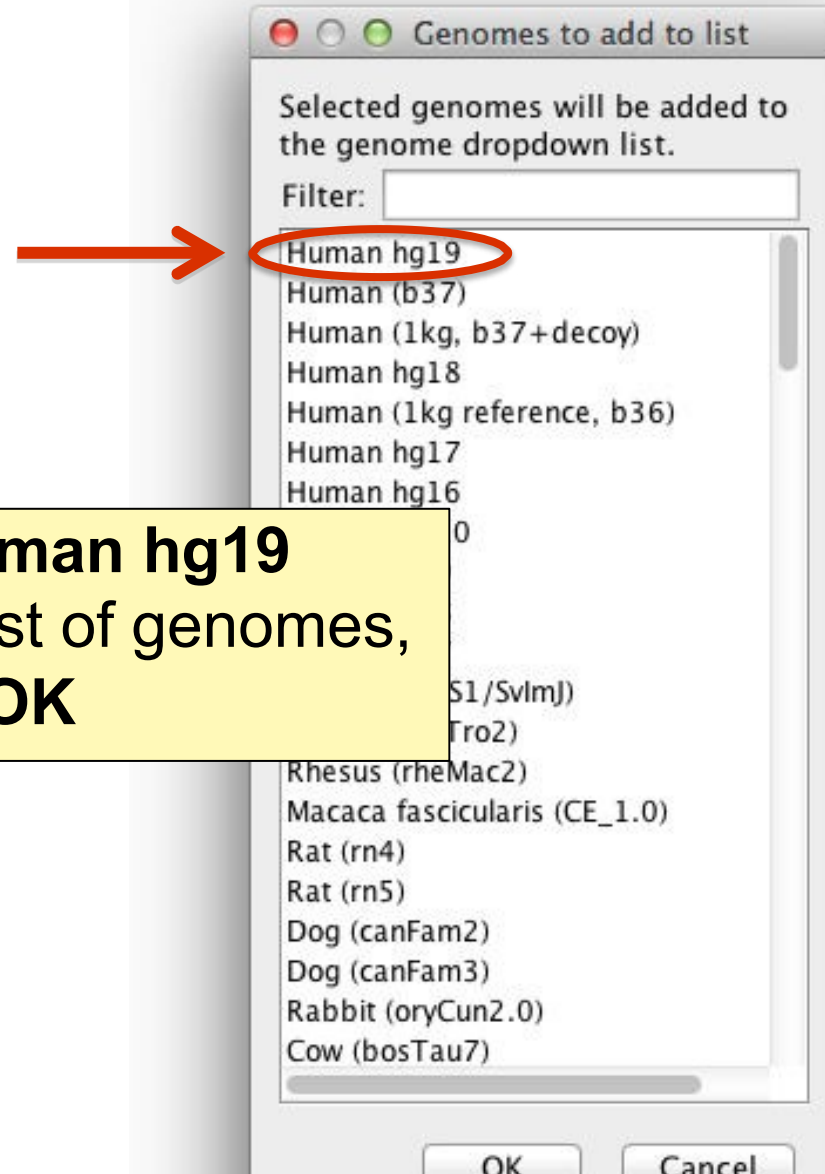 Genomes to add to list
Selected genomes will be added to
the genome dropdown list.
Filter:
Human hg19
Human (b37)
Human (1kg, b37+decoy)
Human hg18
Human (1kg reference, b36)
Human hg17
Human hg16
0
man hg19
st of genomes,
OK
S1/SvImJ)
Tro2)
Rhesus (rheMac2)
Macaca fascicularis (CE_1.0)
Rat (rn4)
Rat (rn5)
Dog (canFam2)
Dog (canFam3)
Rabbit (oryCun2.0)
Cow (bosTau7)
OK Cancel